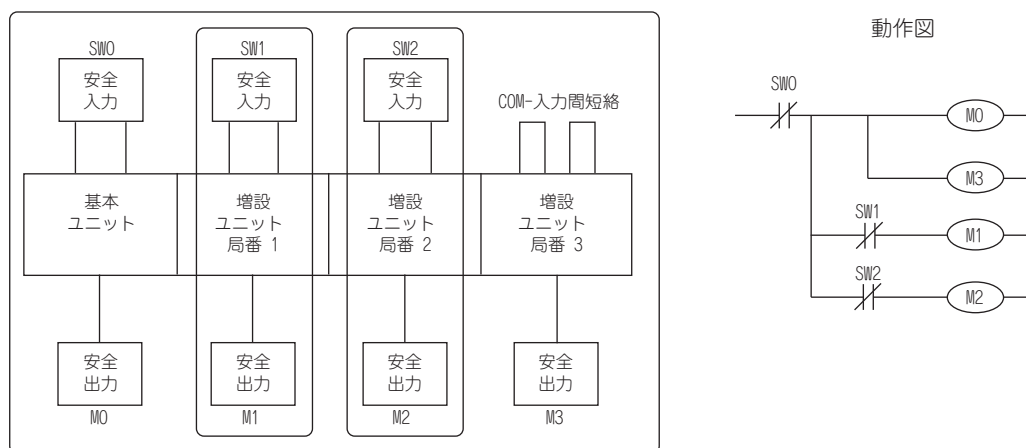 動作図
SW0
SW1
SW2
安全
入力
安全
入力
安全
入力
COM-入力間短絡
基本
ユニット
増設
ユニット
局番 1
増設
ユニット
局番 2
増設
ユニット
局番 3
安全
出力
安全
出力
安全
出力
安全
出力
M0
M1
M2
M3
SW0
M0
M3
SW1
M1
SW2
M2